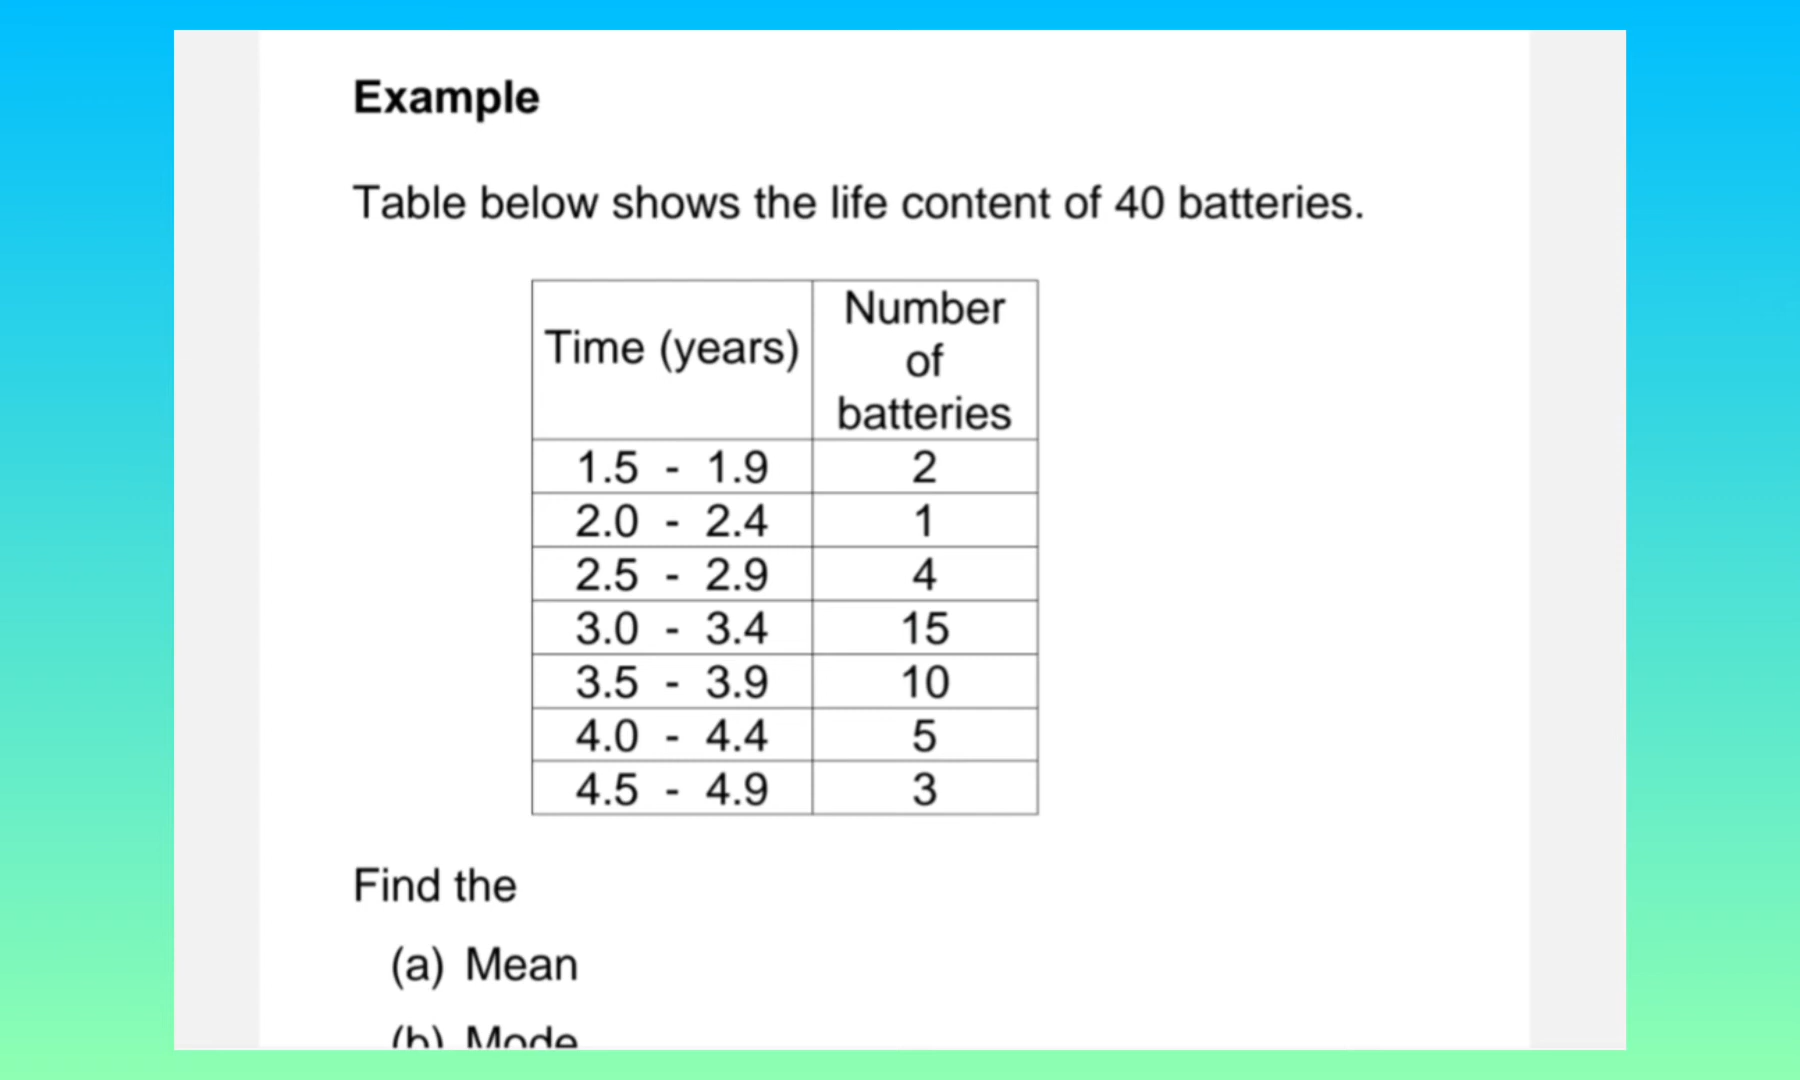 Example
Table below shows the life content of 40 batteries.
Time (years)
Number
of
batteries
1.5 - 1.9 2
2.0 - 2.4 1
2.5 - 2.9 4
3.0 - 3.4 15
3.5 - 3.9 10
4.0 - 4.4 5
4.5 - 4.9 3
Find the
(a) Mean
(b) Mode